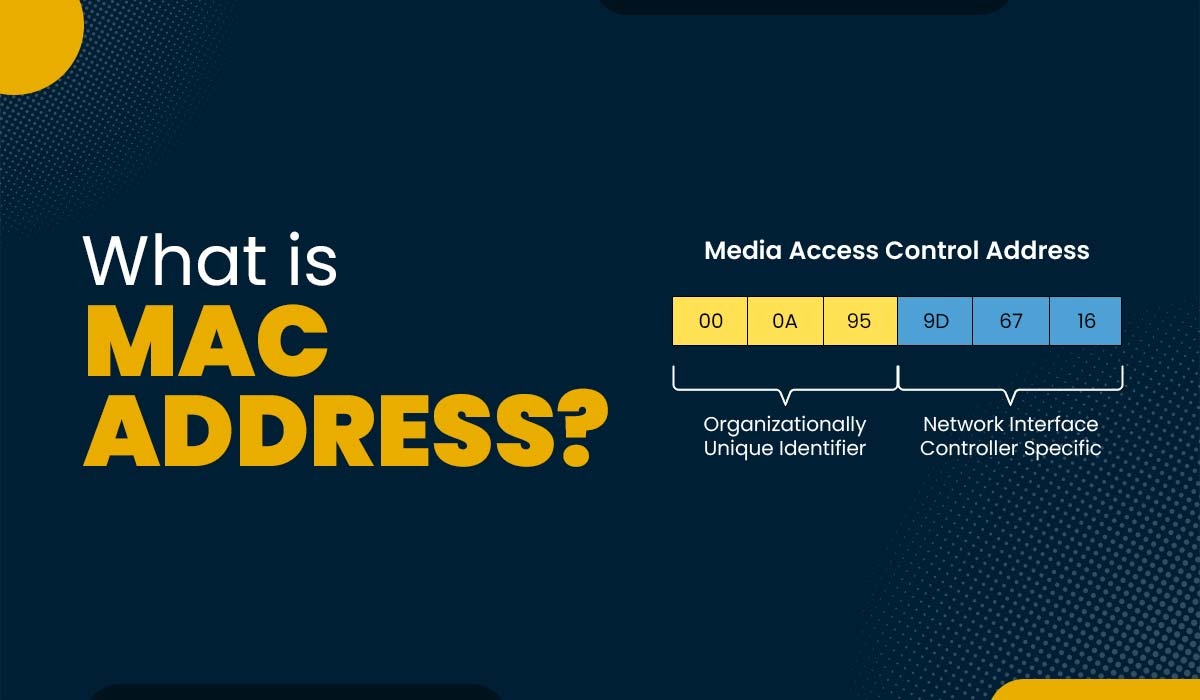 What is
MAC
ADDRESS?
Media Access Control Address
00 0A 95 9D 67 16
Organizationally
Unique Identifier
Network Interface
Controller Specific